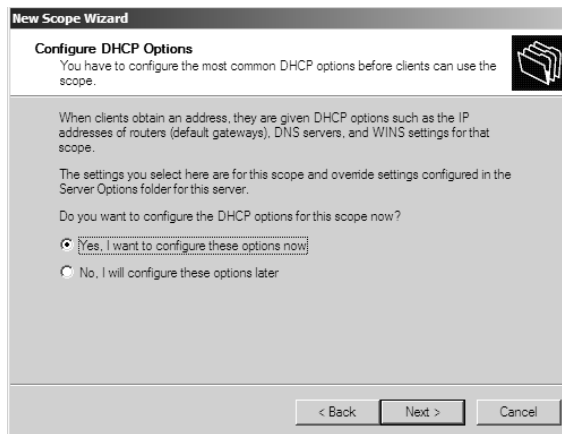 New Scope Wizard
Configure DHCP Options
You have to configure the most common DHCP options before clients can use the
scope.
When clients obtain an address, they are given DHCP options such as the IP
addresses of routers (default gateways), DNS servers, and WINS settings for that
scope.
The settings you select here are for this scope and override settings configured in the
Server Options folder for this server.
Do you want to configure the DHCP options for this scope now?
Yes, I want to configure these options now
No, I will configure these options later
< Back Next > Cancel